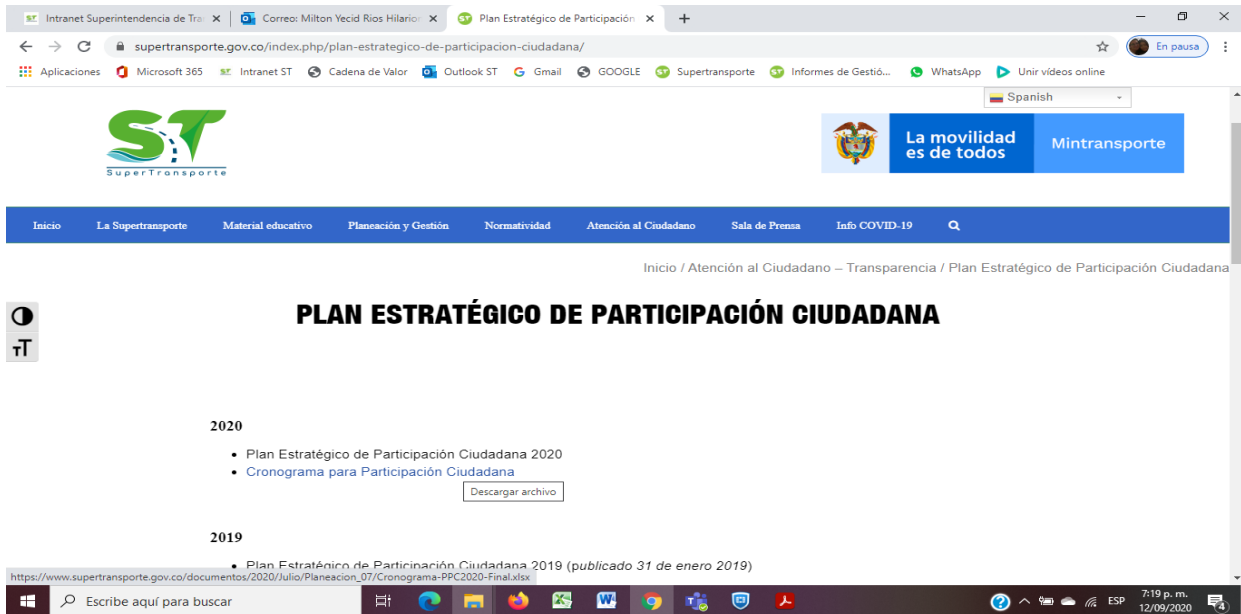 Intranet Superintendencia de Tra
Correo: Milton Yecid Rios Hilario
Plan Estratégico de Participación
supertransporte.gov.co/index.php/plan-estrategico-de-participacion-ciudadana/
En pausa
Aplicaciones Microsoft 365 Intranet ST Cadena de Valor Outlook ST Gmail GOOGLE Supertransporte Informes de Gestió... WhatsApp Unir vídeos online
Spanish
ST
SuperTransporte
La movilidad
es de todos
Mintransporte
Inicio La Supertransporte Material educativo Planeación y Gestión Normatividad Atención al Ciudadano Sala de Prensa Info COVID-19
Inicio / Atención al Ciudadano – Transparencia / Plan Estratégico de Participación Ciudadana
PLAN ESTRATÉGICO DE PARTICIPACIÓN CIUDADANA
TT
2020
• Plan Estratégico de Participación Ciudadana 2020
• Cronograma para Participación Ciudadana
Descargar archivo
2019
• Plan Estratégico de Participación Ciudadana 2019 (publicado 31 de enero 2019)
https://www.supertransporte.gov.co/documentos/2020/Julio/Planeacion_07/Cronograma-PPC2020-Final.xlsx
Escribe aquí para buscar
ESP
7:19 p. m.
12/09/2020
4